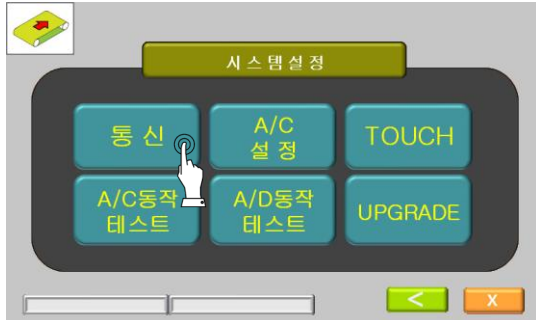 시스템설정
통 신
A/C
설 정
TOUCH
A/C동작
테스트
A/D동작
테스트
UPGRADE
<
X